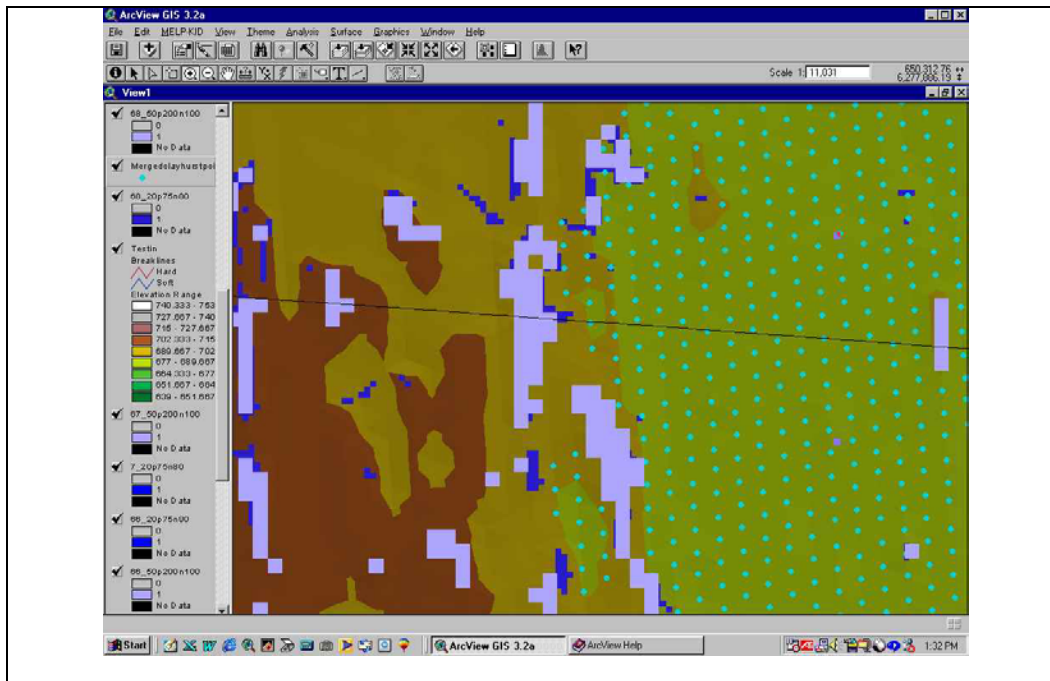 ArcView GIS 3.2a
File Edit MELP-KID View Theme Analysis Surface Graphics Window Help
Scale 1: 11,031
650,312.76
6,277,886.19
View1
68_50p200n100
0
1
No Data
Mergedelayhurstpoi
60_20p75n00
0
1
No Data
Testin
Breaklines
Hard
Soft
Elevation Range
740.333 - 753
727.667 - 740
715 - 727.667
702.333 - 715
689.667 - 702
677 - 689.667
664.333 - 677
651.667 - 664
639 - 651.667
67_50p200n100
0
1
No Data
7_20p75n80
0
1
No Data
66_20p75n00
0
1
No Data
66_50p200n100
0
1
No Data
Start
ArcView GIS 3.2a
ArcView Help
1:32 PM